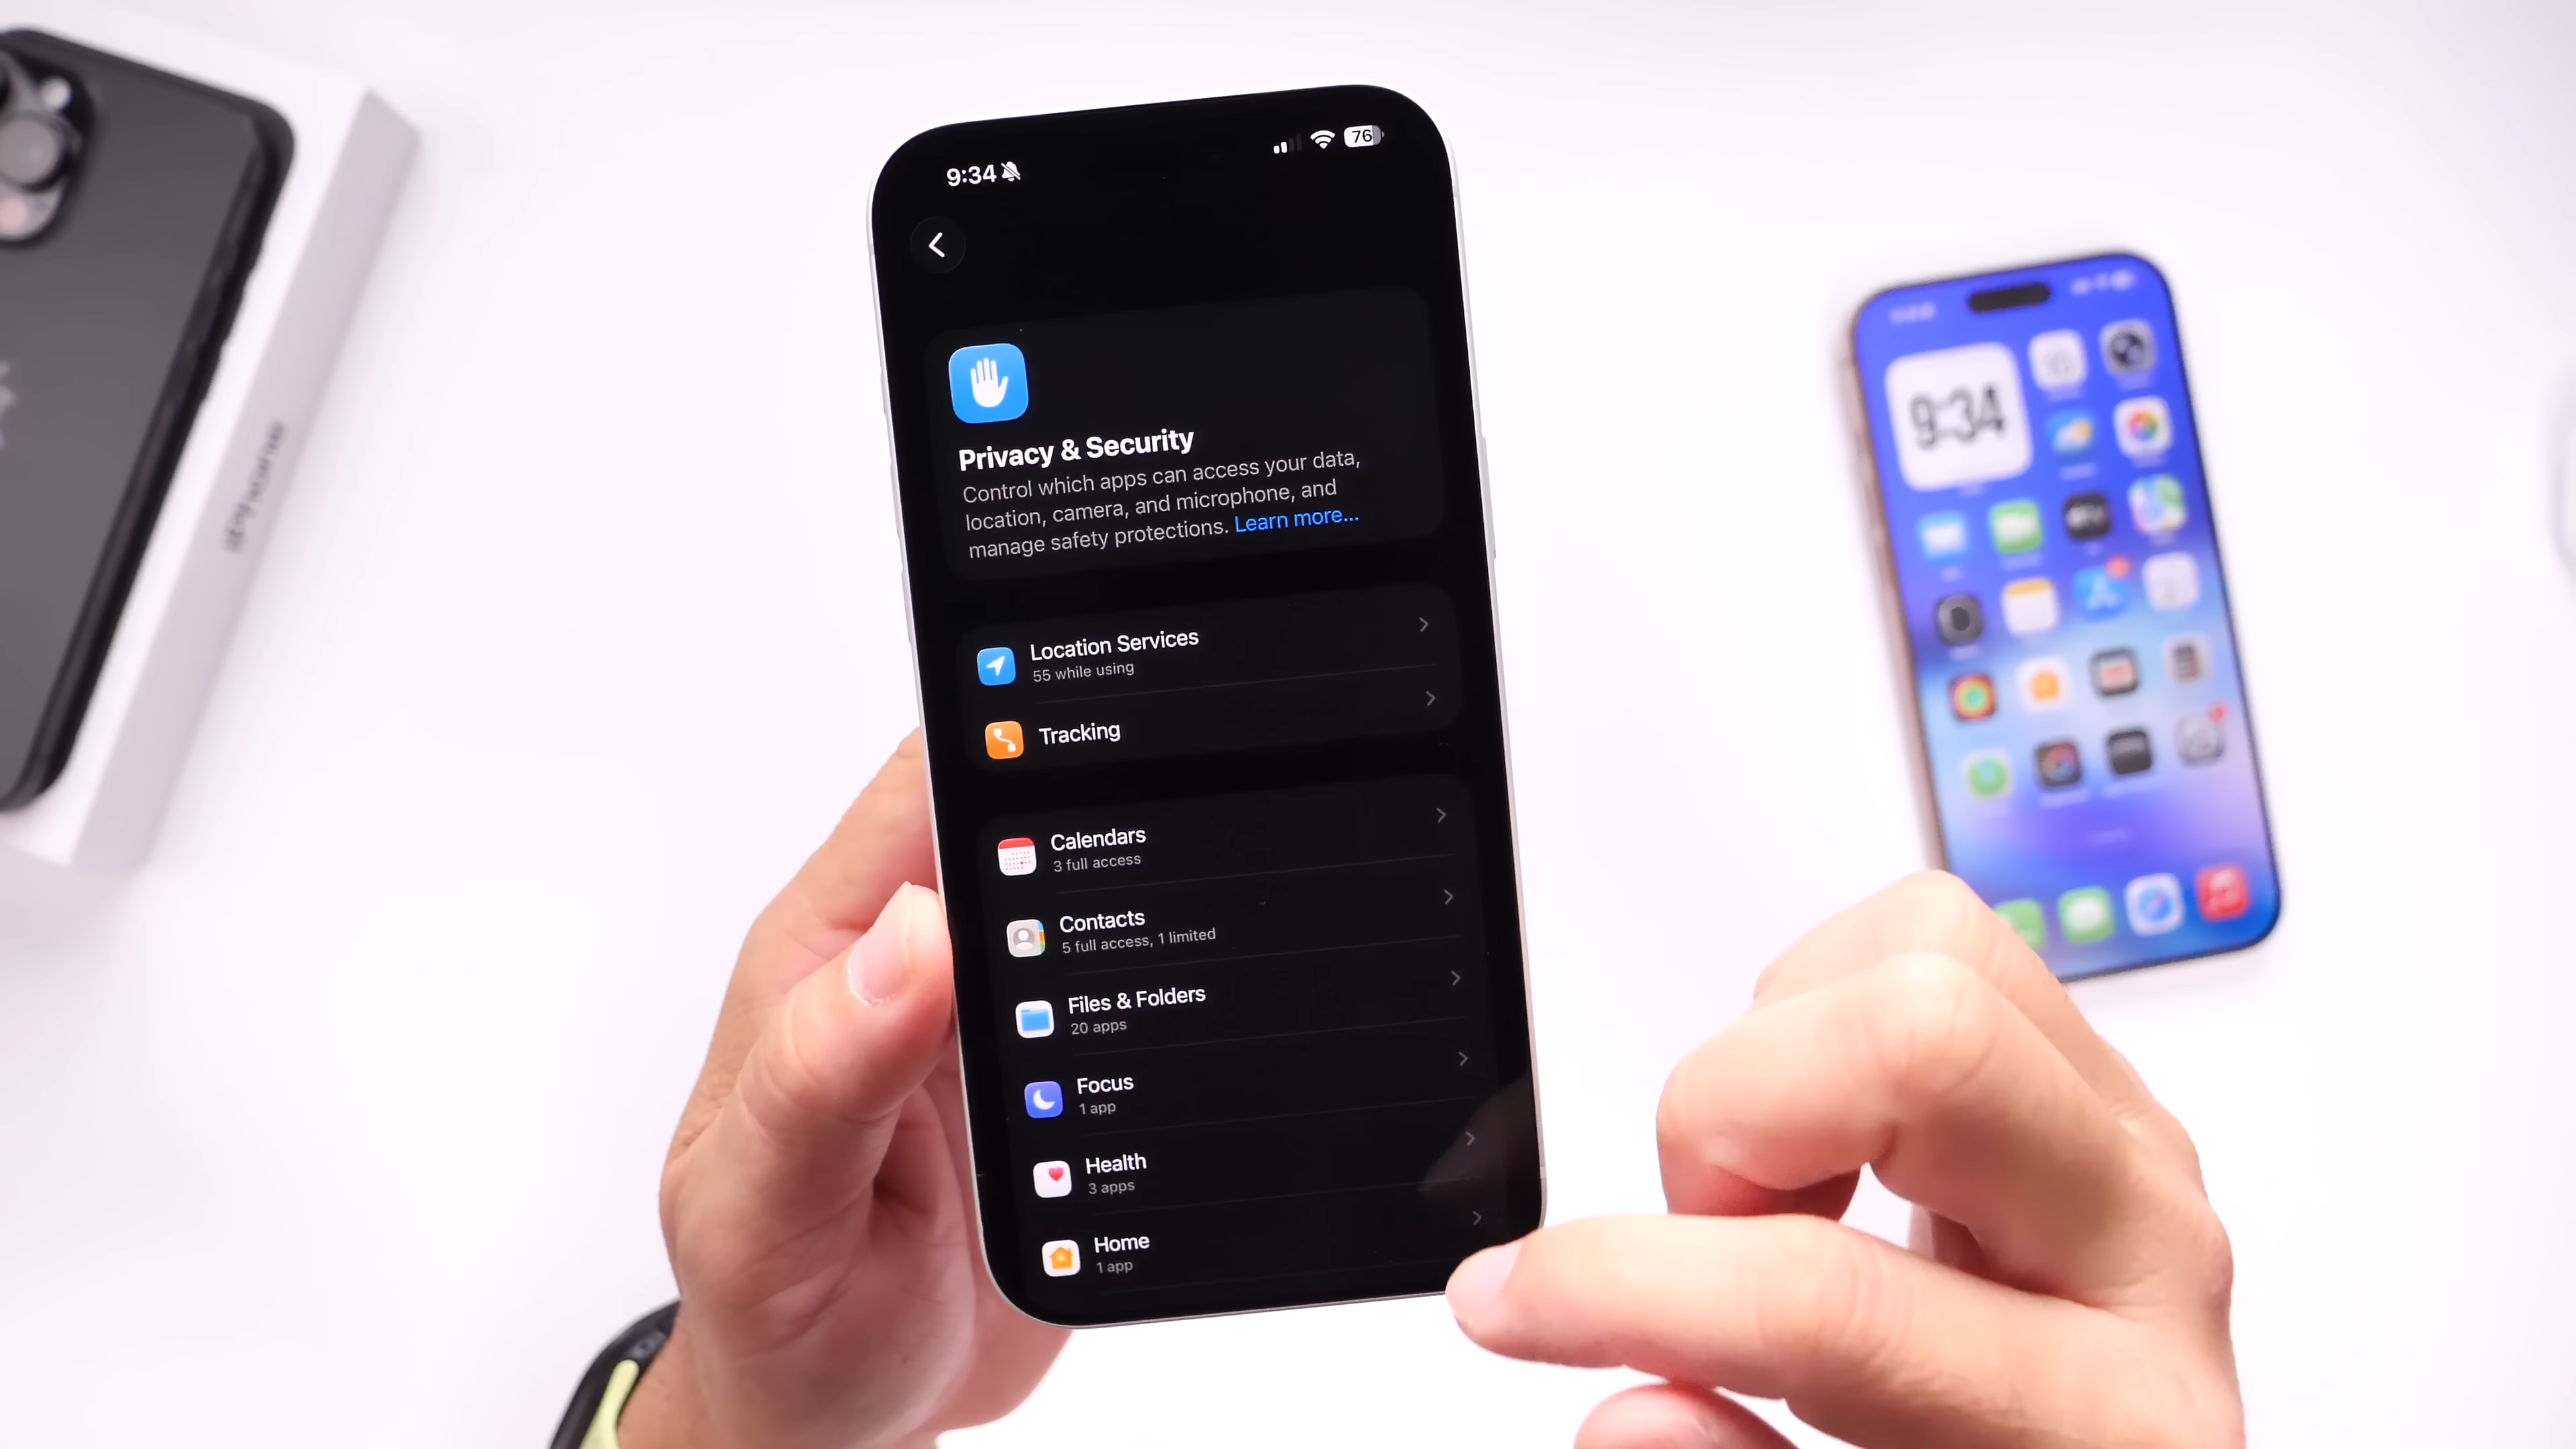 9:34
76
Privacy & Security
Control which apps can access your data,
location, camera, and microphone, and
manage safety protections. Learn more...
Location Services
55 while using
Tracking
Calendars
3 full access
Contacts
5 full access, 1 limited
Files & Folders
20 apps
Focus
1 app
Health
3 apps
Home
1 app
iPhone
9:34